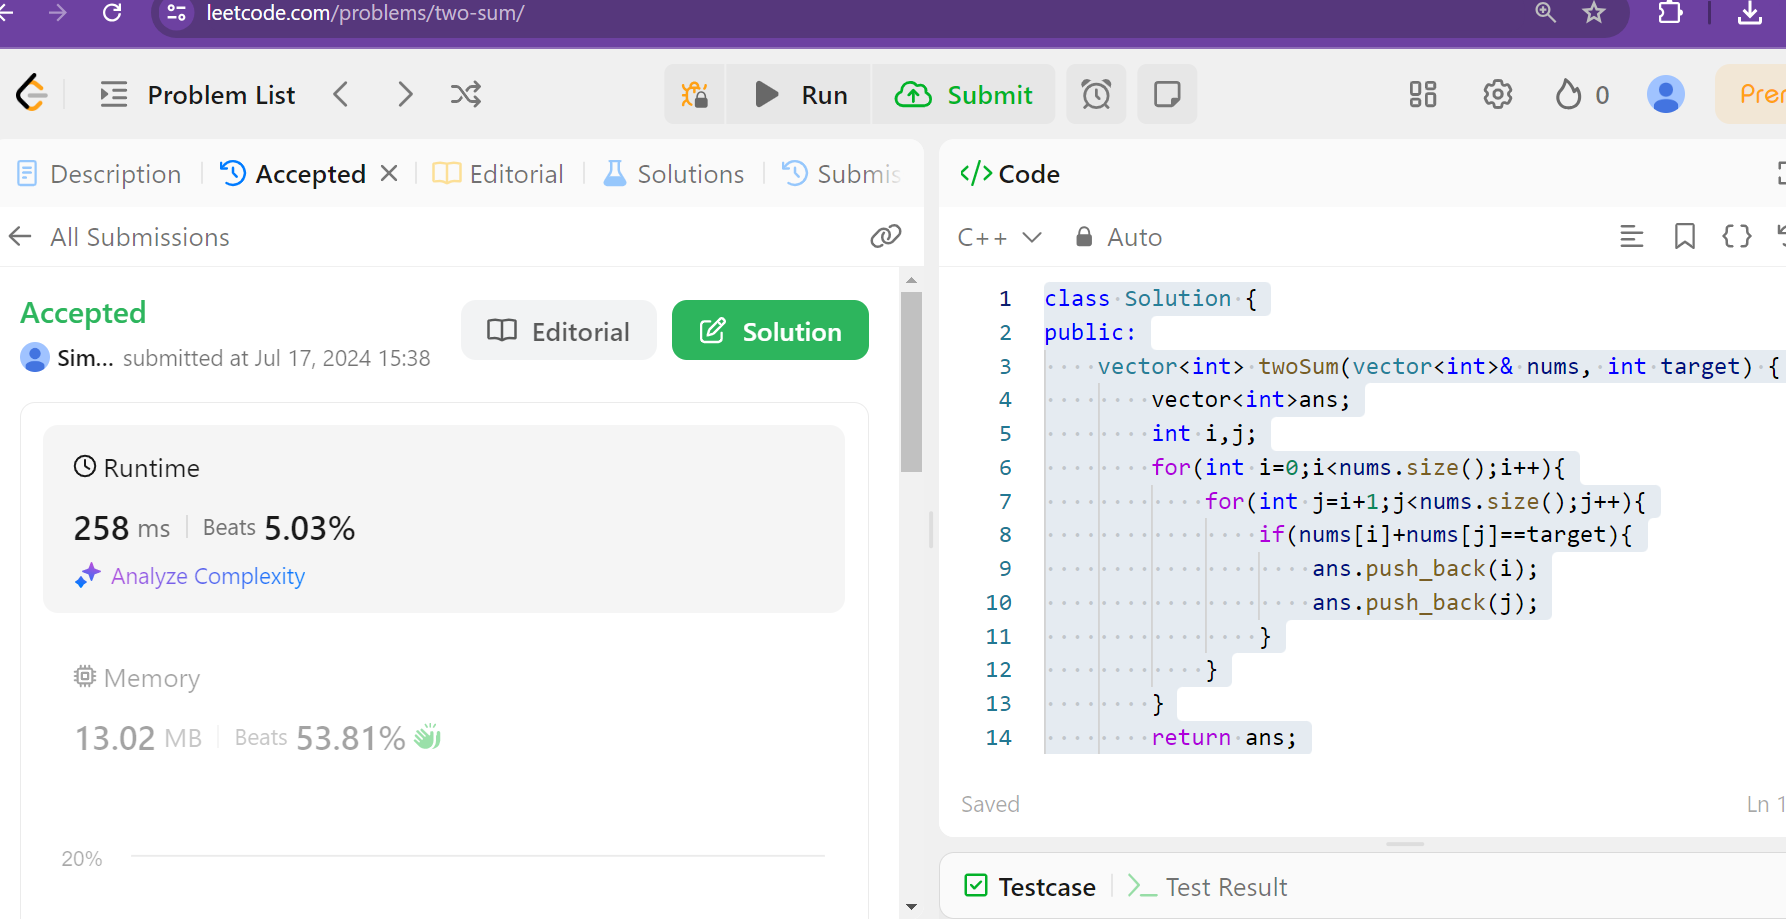 leetcode.com/problems/two-sum/
Problem List
Run
Submit
0
Description
Accepted
Editorial
Solutions
Code
All Submissions
C++
Auto
Accepted
Sim... submitted at Jul 17, 2024 15:38
Editorial
Solution
Runtime
258 ms
Beats 5.03%
Analyze Complexity
Memory
13.02 MB
Beats 53.81%
20%
1 class Solution {
2 public:
3     vector<int> twoSum(vector<int>& nums, int target) {
4         vector<int>ans;
5         int i,j;
6         for(int i=0;i<nums.size();i++){
7             for(int j=i+1;j<nums.size();j++){
8                 if(nums[i]+nums[j]==target){
9                     ans.push_back(i);
10                     ans.push_back(j);
11                 }
12             }
13         }
14         return ans;
Saved
Ln 1
Testcase
Test Result